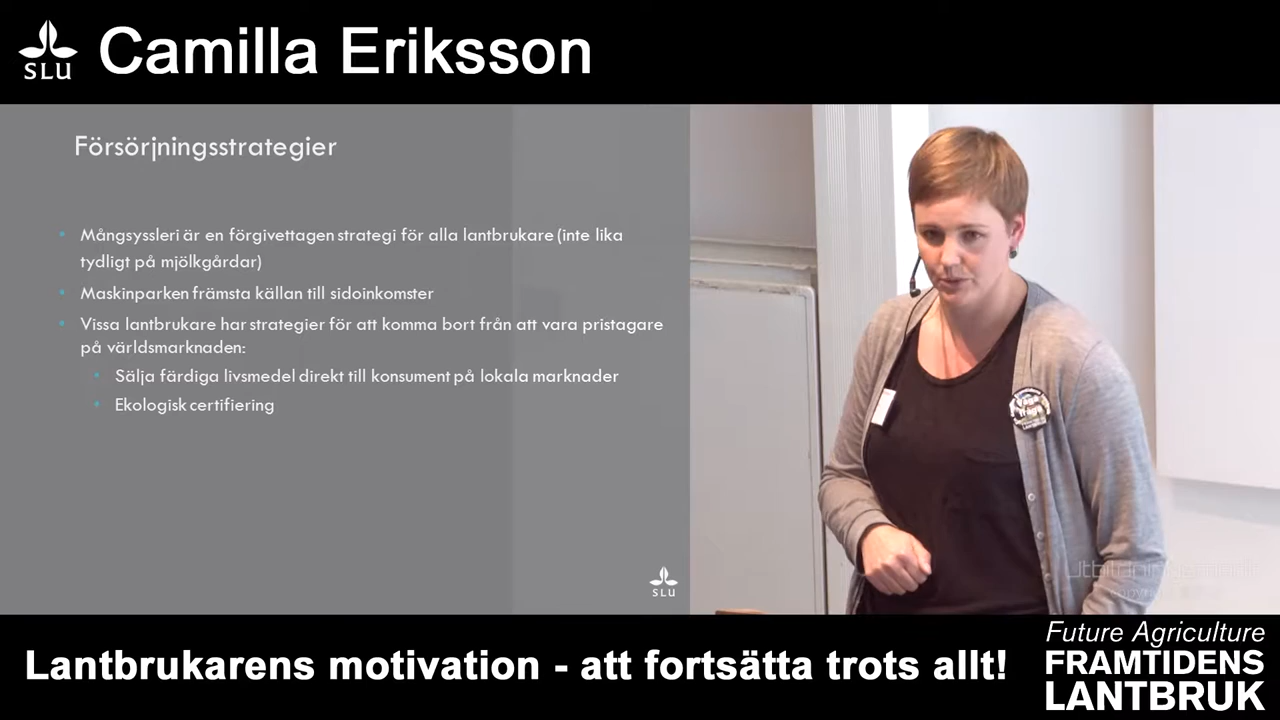 SLU
Camilla Eriksson
Försörjningsstrategier
• Mångsyssleri är en förgivettagen strategi för alla lantbrukare (inte lika
tydligt på mjölkgårdar)
• Maskinparken främsta källan till sidoinkomster
• Vissa lantbrukare har strategier för att komma bort från att vara pristagare
på världsmarknaden:
• Sälja färdiga livsmedel direkt till konsument på lokala marknader
• Ekologisk certifiering
SLU
Lantbrukarens motivation - att fortsätta trots allt!
Future Agriculture
FRAMTIDENS
LANTBRUK